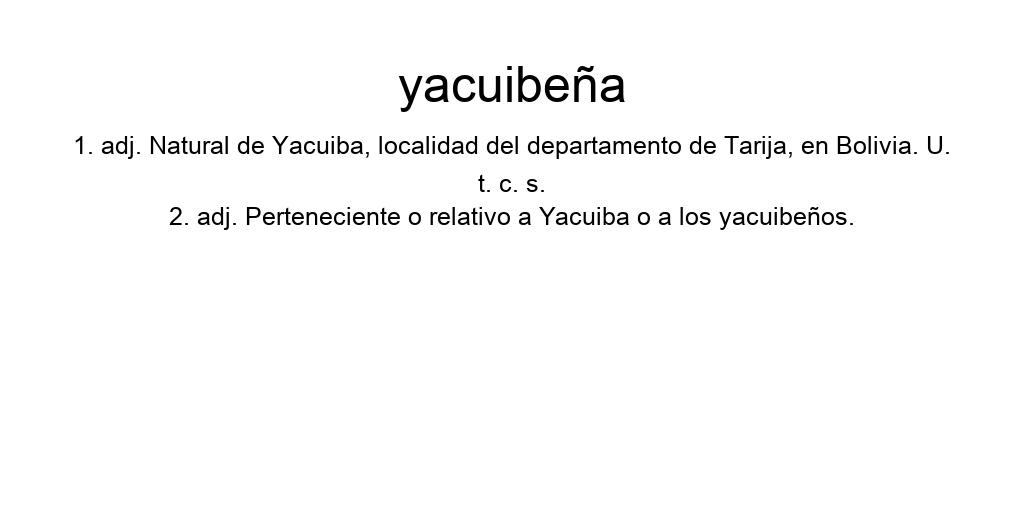 yacuibeña
1. adj. Natural de Yacuiba, localidad del departamento de Tarija, en Bolivia. U.
t. c. s.
2. adj. Perteneciente o relativo a Yacuiba o a los yacuibeños.